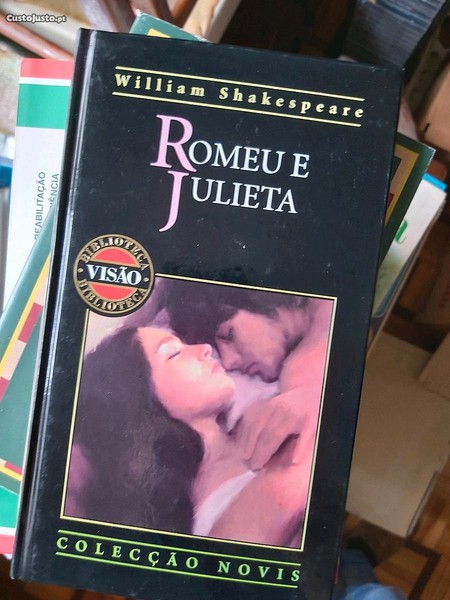 CustoJusto.pt
William Shakespeare
ROMEU E
JULIETA
BIBLIOTECA
VISÃO
BIBLIOTECA
COLECÇÃO NOVIS